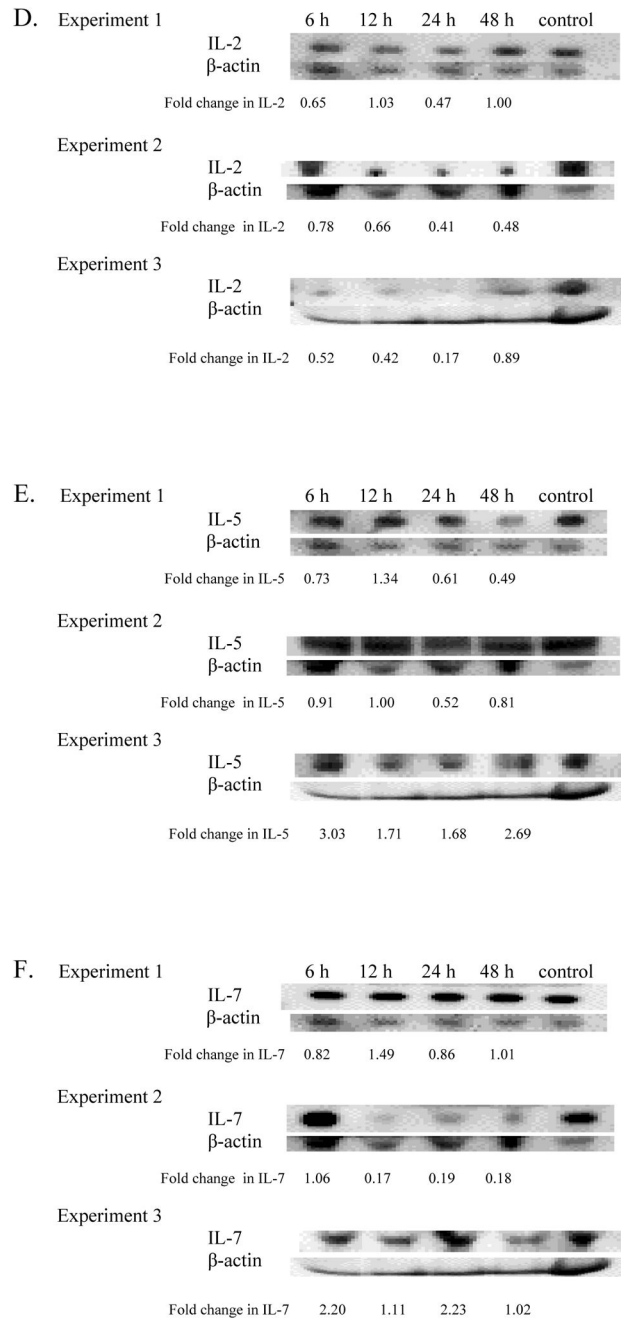 D. Experiment 1 6 h 12 h 24 h 48 h control
IL-2
β-actin
Fold change in IL-2 0.65 1.03 0.47 1.00
Experiment 2
IL-2
β-actin
Fold change in IL-2 0.78 0.66 0.41 0.48
Experiment 3
IL-2
β-actin
Fold change in IL-2 0.52 0.42 0.17 0.89
E. Experiment 1 6 h 12 h 24 h 48 h control
IL-5
β-actin
Fold change in IL-5 0.73 1.34 0.61 0.49
Experiment 2
IL-5
β-actin
Fold change in IL-5 0.91 1.00 0.52 0.81
Experiment 3
IL-5
β-actin
Fold change in IL-5 3.03 1.71 1.68 2.69
F. Experiment 1 6 h 12 h 24 h 48 h control
IL-7
β-actin
Fold change in IL-7 0.82 1.49 0.86 1.01
Experiment 2
IL-7
β-actin
Fold change in IL-7 1.06 0.17 0.19 0.18
Experiment 3
IL-7
β-actin
Fold change in IL-7 2.20 1.11 2.23 1.02